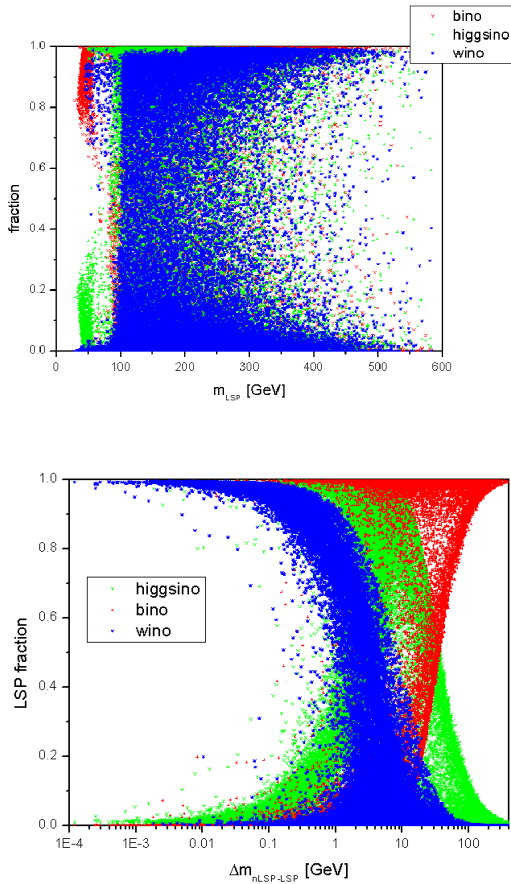 bino
higgsino
wino
1.0
0.8
0.6
0.4
0.2
0.0
fraction
0 100 200 300 400 500 600
m_LSP [GeV]
1.0
0.8
0.6
0.4
0.2
0.0
LSP fraction
higgsino
bino
wino
1E-4 1E-3 0.01 0.1 1 10 100
Δm_nLSP-LSP [GeV]